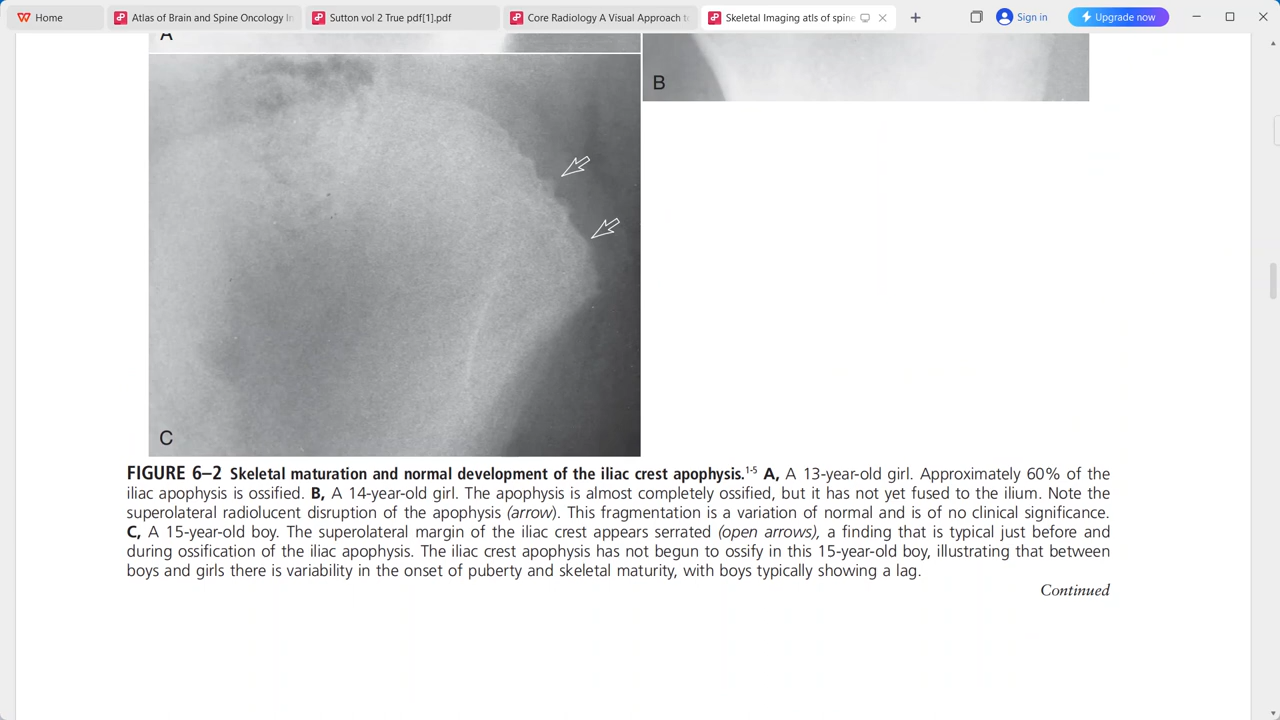 Home
Atlas of Brain and Spine Oncology I
Sutton vol 2 True pdf[1].pdf
Core Radiology A Visual Approach to
Skeletal Imaging atls of spine
Sign in
Upgrade now
A
B
C
FIGURE 6–2 Skeletal maturation and normal development of the iliac crest apophysis.1-5 A, A 13-year-old girl. Approximately 60% of the
iliac apophysis is ossified. B, A 14-year-old girl. The apophysis is almost completely ossified, but it has not yet fused to the ilium. Note the
superolateral radiolucent disruption of the apophysis (arrow). This fragmentation is a variation of normal and is of no clinical significance.
C, A 15-year-old boy. The superolateral margin of the iliac crest appears serrated (open arrows), a finding that is typical just before and
during ossification of the iliac apophysis. The iliac crest apophysis has not begun to ossify in this 15-year-old boy, illustrating that between
boys and girls there is variability in the onset of puberty and skeletal maturity, with boys typically showing a lag.
Continued